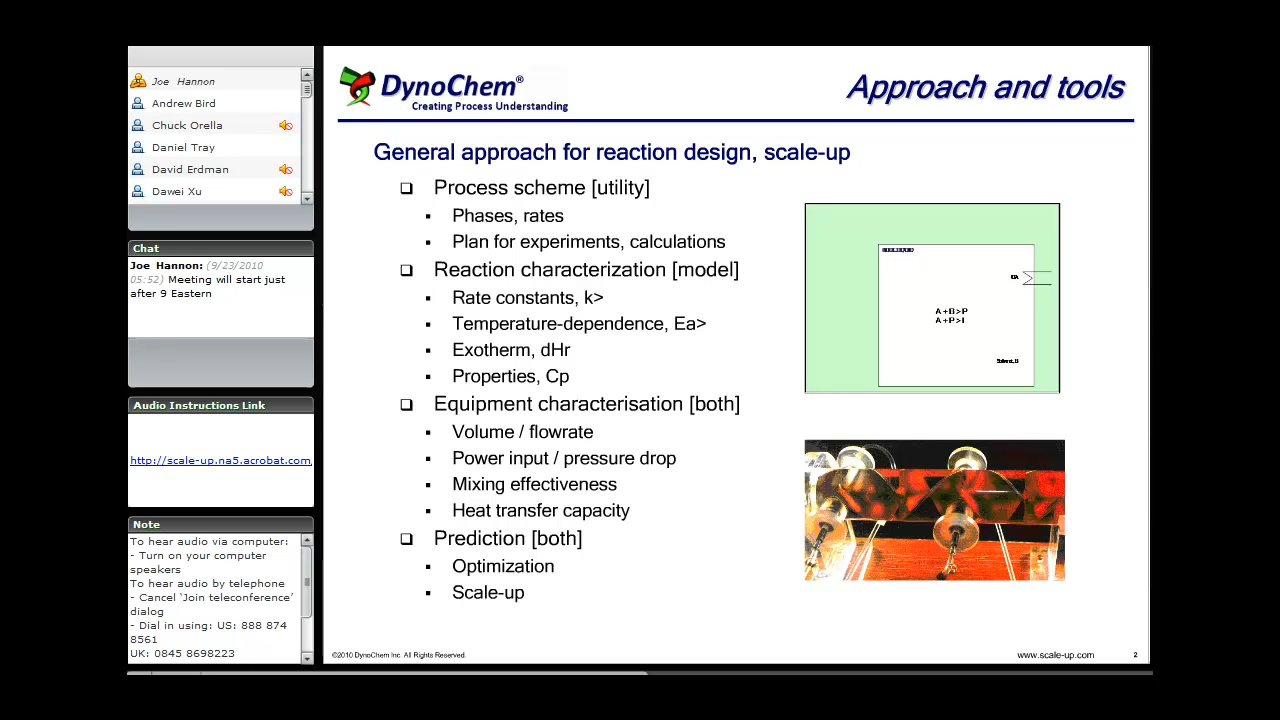 Joe Hannon
Andrew Bird
Chuck Orella
Daniel Tray
David Erdman
Dawei Xu
Chat
Joe Hannon: (9/23/2010
05:52) Meeting will start just
after 9 Eastern
Audio Instructions Link
http://scale-up.na5.acrobat.com
Note
To hear audio via computer:
- Turn on your computer
speakers
To hear audio by telephone
- Cancel ‘Join teleconference’
dialog
- Dial in using: US: 888 874
8561
UK: 0845 8698223
DynoChem®
Creating Process Understanding
Approach and tools
General approach for reaction design, scale-up
Process scheme [utility]
Phases, rates
Plan for experiments, calculations
Reaction characterization [model]
Rate constants, k>
Temperature-dependence, Ea>
Exotherm, dHr
Properties, Cp
Equipment characterisation [both]
Volume / flowrate
Power input / pressure drop
Mixing effectiveness
Heat transfer capacity
Prediction [both]
Optimization
Scale-up
UA
A+B>P
A+P>I
©2010 DynoChem Inc. All Rights Reserved.
www.scale-up.com
2